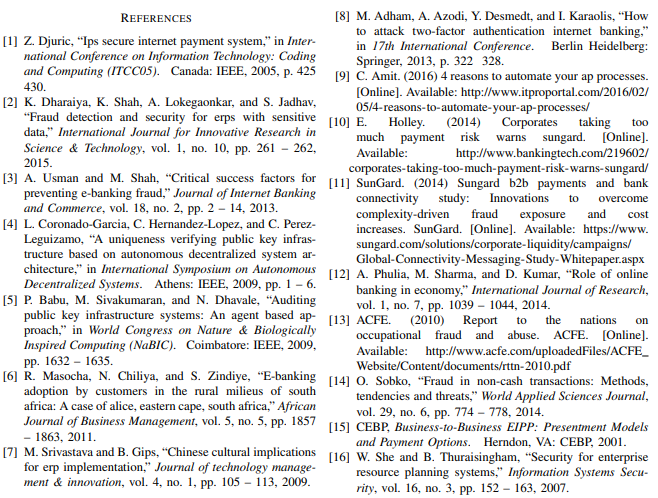 REFERENCES
[1] Z. Djuric, “Ips secure internet payment system,” in Inter-
national Conference on Information Technology: Coding
and Computing (ITCC05). Canada: IEEE, 2005, p. 425
430.
[2] K. Dharaiya, K. Shah, A. Lokegaonkar, and S. Jadhav,
“Fraud detection and security for erps with sensitive
data,” International Journal for Innovative Research in
Science & Technology, vol. 1, no. 10, pp. 261 – 262,
2015.
[3] A. Usman and M. Shah, “Critical success factors for
preventing e-banking fraud,” Journal of Internet Banking
and Commerce, vol. 18, no. 2, pp. 2 – 14, 2013.
[4] L. Coronado-Garcia, C. Hernandez-Lopez, and C. Perez-
Leguizamo, “A uniqueness verifying public key infras-
tructure based on autonomous decentralized system ar-
chitecture,” in International Symposium on Autonomous
Decentralized Systems. Athens: IEEE, 2009, pp. 1 – 6.
[5] P. Babu, M. Sivakumaran, and N. Dhavale, “Auditing
public key infrastructure systems: An agent based ap-
proach,” in World Congress on Nature & Biologically
Inspired Computing (NaBIC). Coimbatore: IEEE, 2009,
pp. 1632 – 1635.
[6] R. Masocha, N. Chiliya, and S. Zindiye, “E-banking
adoption by customers in the rural milieus of south
africa: A case of alice, eastern cape, south africa,” African
Journal of Business Management, vol. 5, no. 5, pp. 1857
– 1863, 2011.
[7] M. Srivastava and B. Gips, “Chinese cultural implications
for erp implementation,” Journal of technology manage-
ment & innovation, vol. 4, no. 1, pp. 105 – 113, 2009.
[8] M. Adham, A. Azodi, Y. Desmedt, and I. Karaolis, “How
to attack two-factor authentication internet banking,”
in 17th International Conference. Berlin Heidelberg:
Springer, 2013, p. 322 328.
[9] C. Amit. (2016) 4 reasons to automate your ap processes.
[Online]. Available: http://www.itproportal.com/2016/02/
05/4-reasons-to-automate-your-ap-processes/
[10] E. Holley. (2014) Corporates taking too
much payment risk warns sungard. [Online].
Available: http://www.bankingtech.com/219602/
corporates-taking-too-much-payment-risk-warns-sungard/
[11] SunGard. (2014) Sungard b2b payments and bank
connectivity study: Innovations to overcome
complexity-driven fraud exposure and cost
increases. SunGard. [Online]. Available: https://www.
sungard.com/solutions/corporate-liquidity/campaigns/
Global-Connectivity-Messaging-Study-Whitepaper.aspx
[12] A. Phulia, M. Sharma, and D. Kumar, “Role of online
banking in economy,” International Journal of Research,
vol. 1, no. 7, pp. 1039 – 1044, 2014.
[13] ACFE. (2010) Report to the nations on
occupational fraud and abuse. ACFE. [Online].
Available: http://www.acfe.com/uploadedFiles/ACFE_
Website/Content/documents/rttn-2010.pdf
[14] O. Sobko, “Fraud in non-cash transactions: Methods,
tendencies and threats,” World Applied Sciences Journal,
vol. 29, no. 6, pp. 774 – 778, 2014.
[15] CEBP, Business-to-Business EIPP: Presentment Models
and Payment Options. Herndon, VA: CEBP, 2001.
[16] W. She and B. Thuraisingham, “Security for enterprise
resource planning systems,” Information Systems Secu-
rity, vol. 16, no. 3, pp. 152 – 163, 2007.